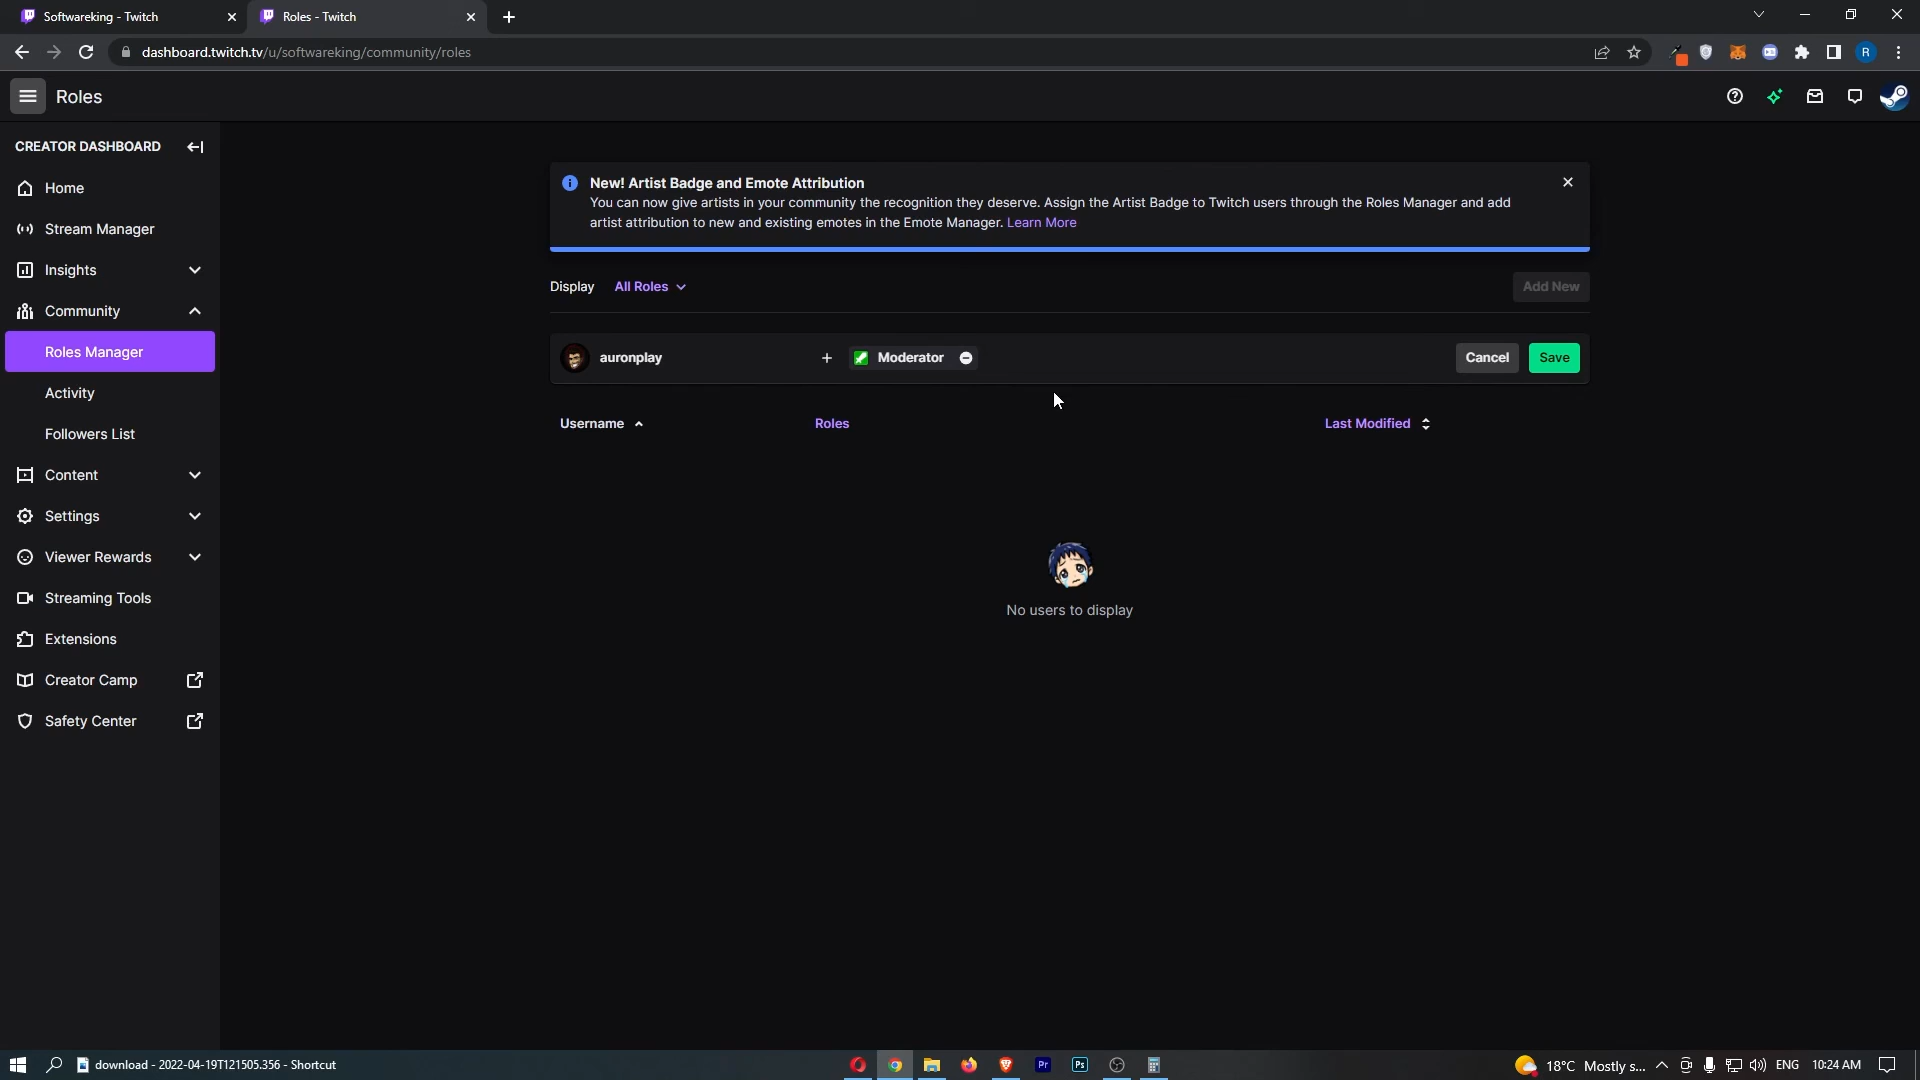 Softwareking - Twitch
Roles - Twitch
dashboard.twitch.tv/u/softwareking/community/roles
R
Roles
CREATOR DASHBOARD
Home
Stream Manager
Insights
Community
Roles Manager
Activity
Followers List
Content
Settings
Viewer Rewards
Streaming Tools
Extensions
Creator Camp
Safety Center
New! Artist Badge and Emote Attribution
You can now give artists in your community the recognition they deserve. Assign the Artist Badge to Twitch users through the Roles Manager and add
artist attribution to new and existing emotes in the Emote Manager. Learn More
Display All Roles
Add New
auronplay
Moderator
Cancel
Save
Username
Roles
Last Modified
No users to display
download - 2022-04-19T121505.356 - Shortcut
Pr
Ps
18°C Mostly s...
ENG
10:24 AM